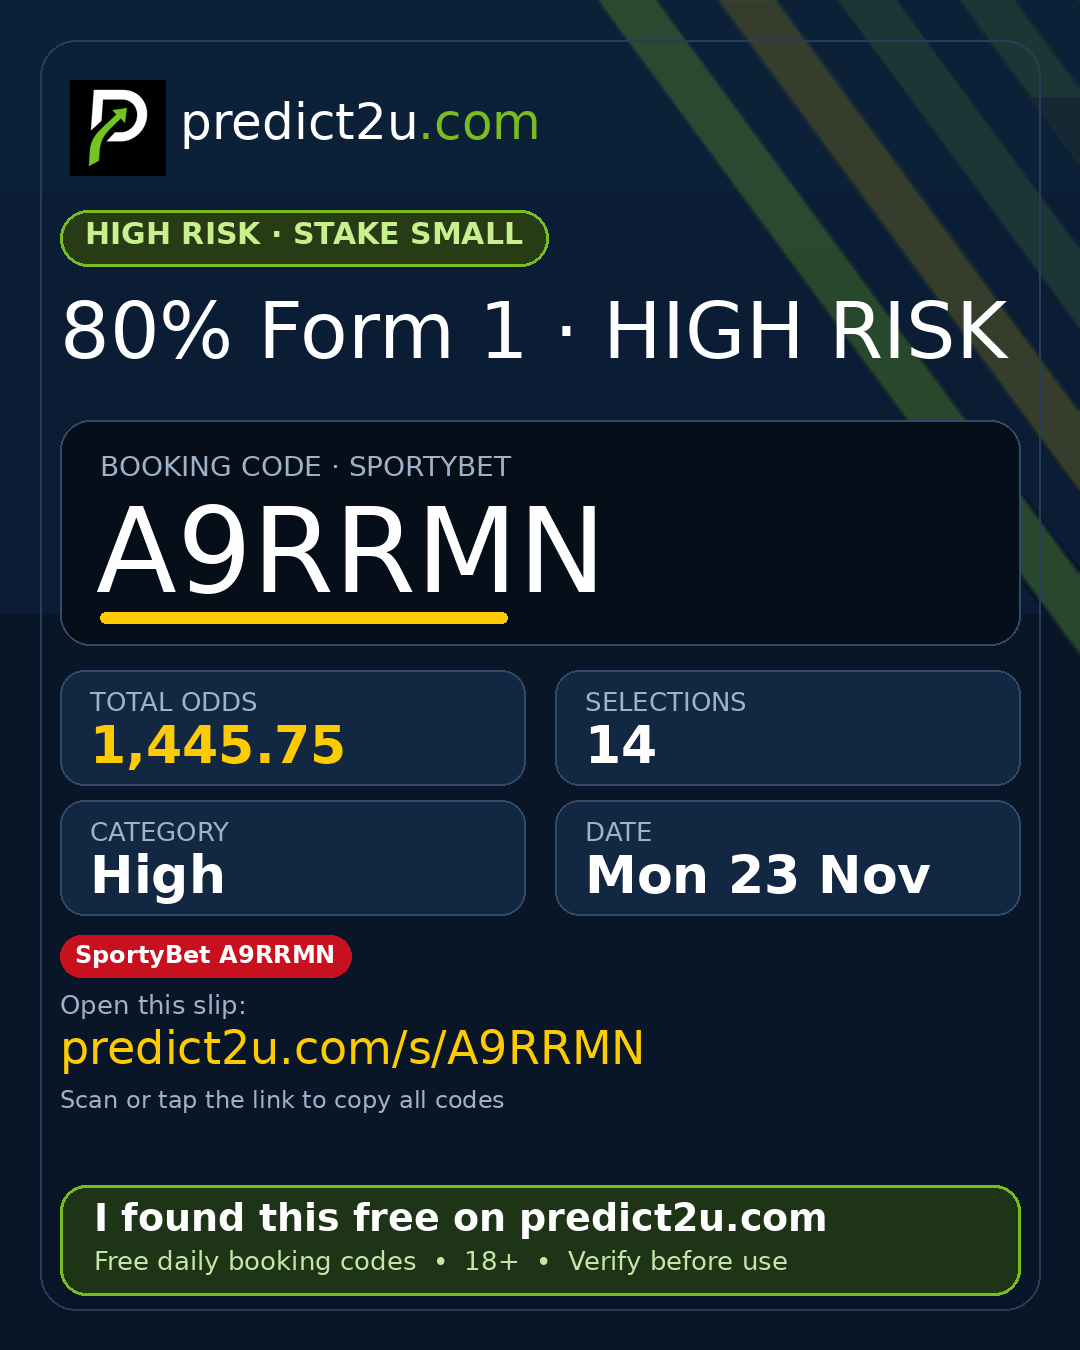 predict2u.com
HIGH RISK · STAKE SMALL
80% Form 1 · HIGH RISK
BOOKING CODE · SPORTYBET
A9RRMN
TOTAL ODDS
1,445.75
SELECTIONS
14
CATEGORY
High
DATE
Mon 23 Nov
SportyBet A9RRMN
Open this slip:
predict2u.com/s/A9RRMN
Scan or tap the link to copy all codes
I found this free on predict2u.com
Free daily booking codes • 18+ • Verify before use